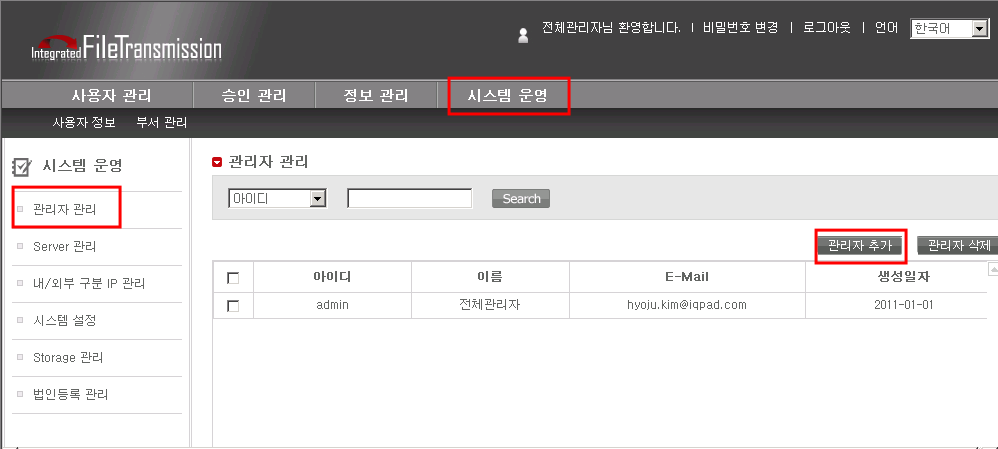 전체관리자님 환영합니다. | 비밀번호 변경 | 로그아웃 | 언어 한국어
Integrated FileTransmission
사용자 관리 승인 관리 정보 관리 시스템 운영
사용자 정보 부서 관리
시스템 운영
관리자 관리
Server 관리
내/외부 구분 IP 관리
시스템 설정
Storage 관리
법인등록 관리
관리자 관리
아이디 Search
관리자 추가 관리자 삭제
아이디 이름 E-Mail 생성일자
admin 전체관리자 hyoju.kim@iqpad.com 2011-01-01